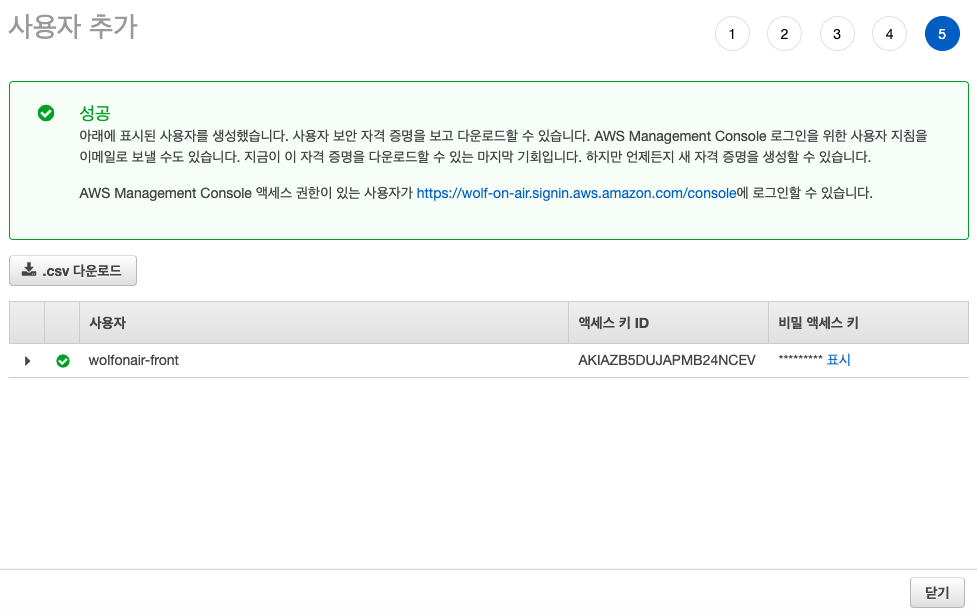 사용자 추가
1 2 3 4 5
성공
아래에 표시된 사용자를 생성했습니다. 사용자 보안 자격 증명을 보고 다운로드할 수 있습니다. AWS Management Console 로그인을 위한 사용자 지침을
이메일로 보낼 수도 있습니다. 지금이 이 자격 증명을 다운로드할 수 있는 마지막 기회입니다. 하지만 언제든지 새 자격 증명을 생성할 수 있습니다.
AWS Management Console 액세스 권한이 있는 사용자가 https://wolf-on-air.signin.aws.amazon.com/console에 로그인할 수 있습니다.
.csv 다운로드
사용자 액세스 키 ID 비밀 액세스 키
wolfonair-front AKIAZB5DUJAPMB24NCEV ********* 표시
닫기